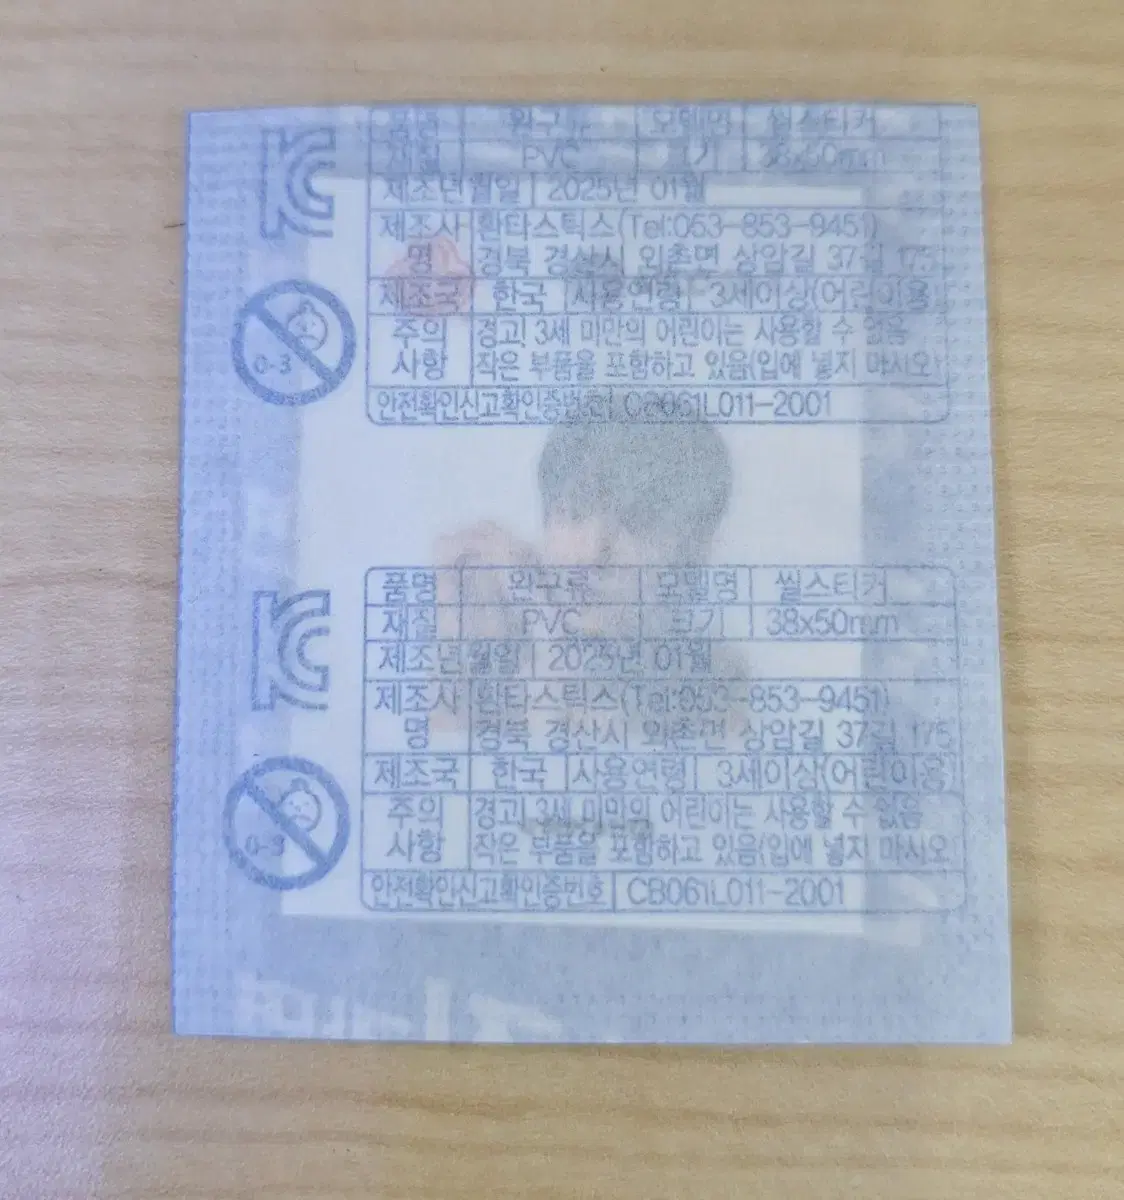 품명 완구류 모델명 씰스티커
재질 PVC 크기 38x50mm
제조년월일 2025년 01월
제조사 환타스틱스(Tel:053-853-9451)
명 경북 경산시 외촌면 상암길 37길 175
제조국 한국 사용연령 3세이상(어린이용)
주의 경고! 3세 미만의 어린이는 사용할 수 없음
사항 작은 부품을 포함하고 있음(입에 넣지 마시오)
0-3
안전확인신고확인증번호 CB061L011-2001
품명 완구류 모델명 씰스티커
재질 PVC 크기 38x50mm
제조년월일 2025년 01월
제조사 환타스틱스(Tel:053-853-9451)
명 경북 경산시 외촌면 상암길 37길 175
제조국 한국 사용연령 3세이상(어린이용)
주의 경고! 3세 미만의 어린이는 사용할 수 없음
사항 작은 부품을 포함하고 있음(입에 넣지 마시오)
0-3
안전확인신고확인증번호 CB061L011-2001